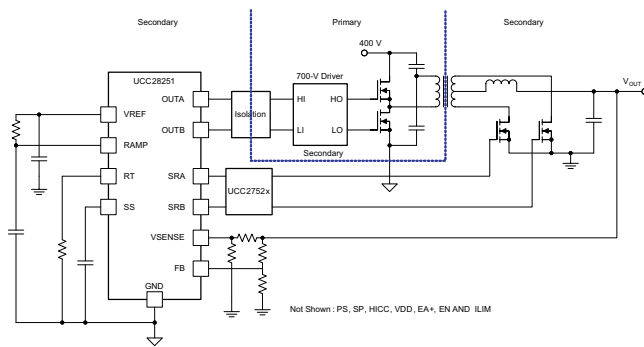 Secondary Primary Secondary
400 V
UCC28251
700-V Driver
VOUT
OUTA
HI HO
VREF
Isolation
OUTB
LI LO
RAMP
Secondary
RT
SRA
UCC2752x
SS
SRB
VSENSE
FB
GND
Not Shown : PS, SP, HICC, VDD, EA+, EN AND ILIM